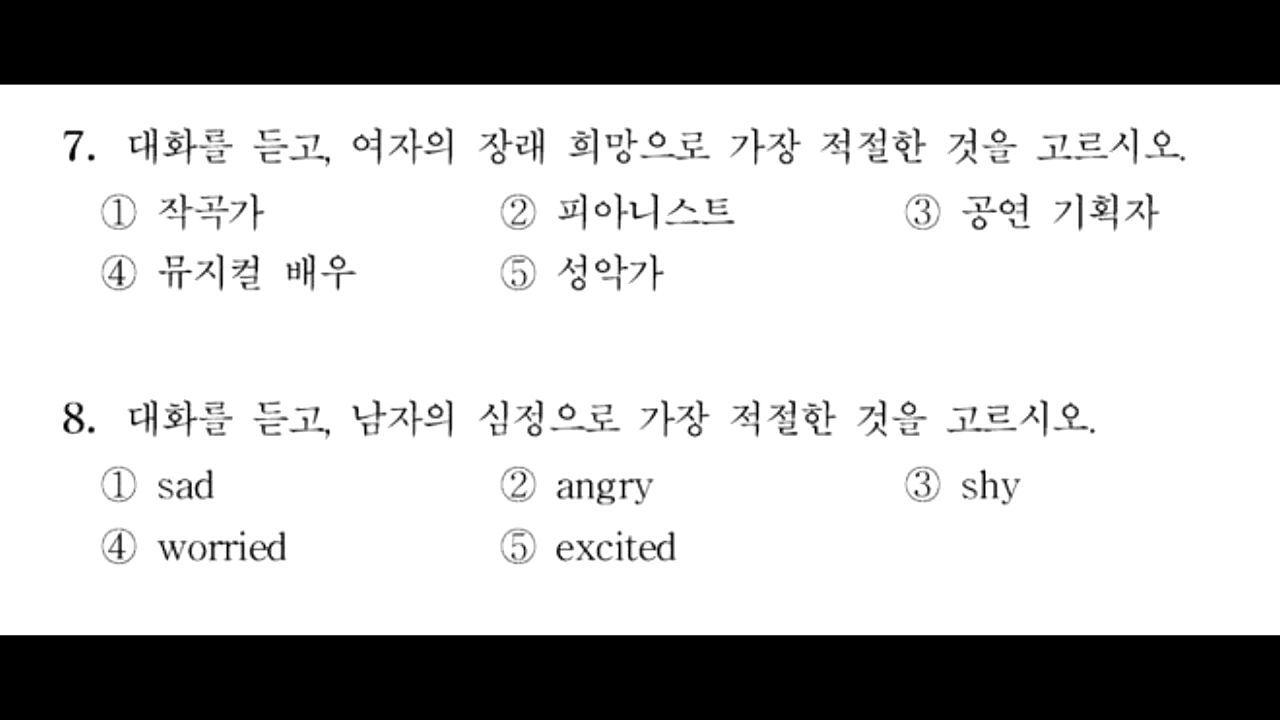 7. 대화를 듣고, 여자의 장래 희망으로 가장 적절한 것을 고르시오.
① 작곡가 ② 피아니스트 ③ 공연 기획자
④ 뮤지컬 배우 ⑤ 성악가
8. 대화를 듣고, 남자의 심정으로 가장 적절한 것을 고르시오.
① sad ② angry ③ shy
④ worried ⑤ excited